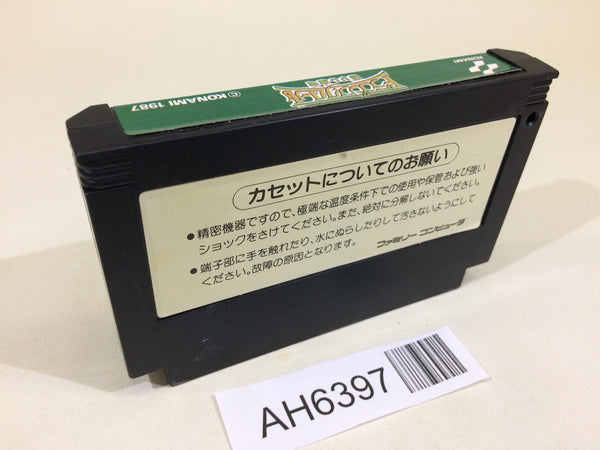 © KONAMI 1987
KONAMI
カセットについてのお願い
●精密機器ですので、極端な温度条件下での使用や保管および強い
ショックをさけてください。また、絶対に分解しないでください。
●端子部に手を触れたり、水にぬらしたりして汚さないようにして
ください。故障の原因となります。
ファミリー コンピュータ
AH6397